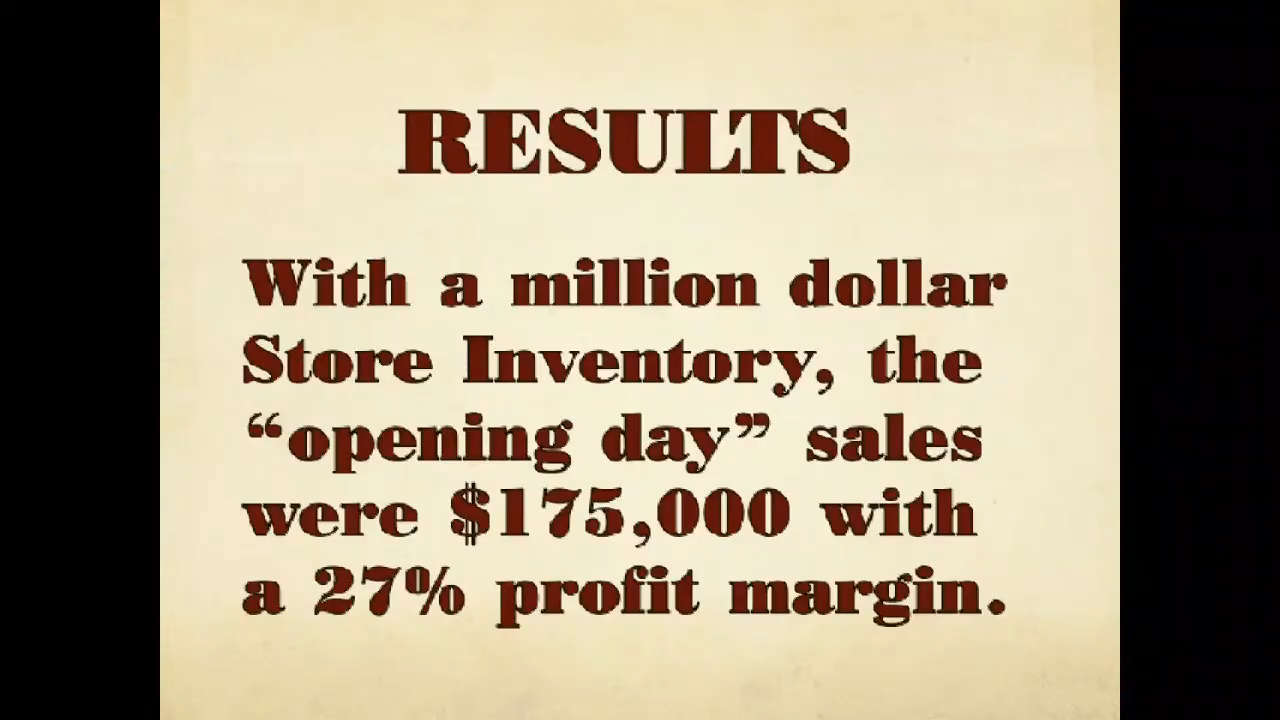 RESULTS
With a million dollar
Store Inventory, the
“opening day” sales
were $175,000 with
a 27% profit margin.